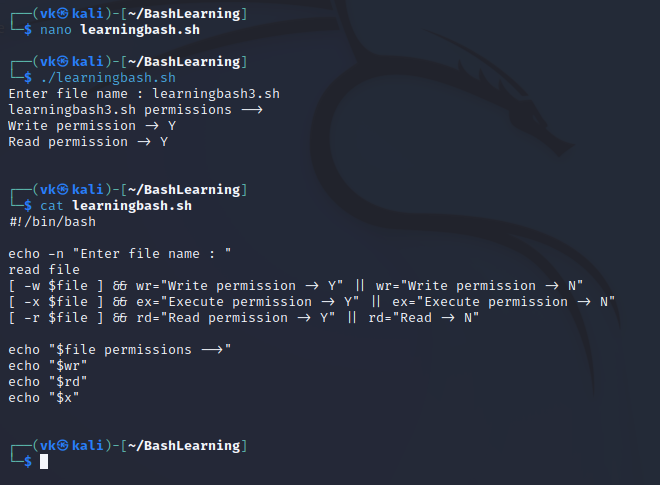 ┌──(vk㉿kali)-[~/BashLearning]
└─$ nano learningbash.sh
┌──(vk㉿kali)-[~/BashLearning]
└─$ ./learningbash.sh
Enter file name : learningbash3.sh
learningbash3.sh permissions -->
Write permission -> Y
Read permission -> Y
┌──(vk㉿kali)-[~/BashLearning]
└─$ cat learningbash.sh
#!/bin/bash
echo -n "Enter file name : "
read file
[ -w $file ] && wr="Write permission -> Y" || wr="Write permission -> N"
[ -x $file ] && ex="Execute permission -> Y" || ex="Execute permission -> N"
[ -r $file ] && rd="Read permission -> Y" || rd="Read -> N"
echo "$file permissions -->"
echo "$wr"
echo "$rd"
echo "$x"
┌──(vk㉿kali)-[~/BashLearning]
└─$